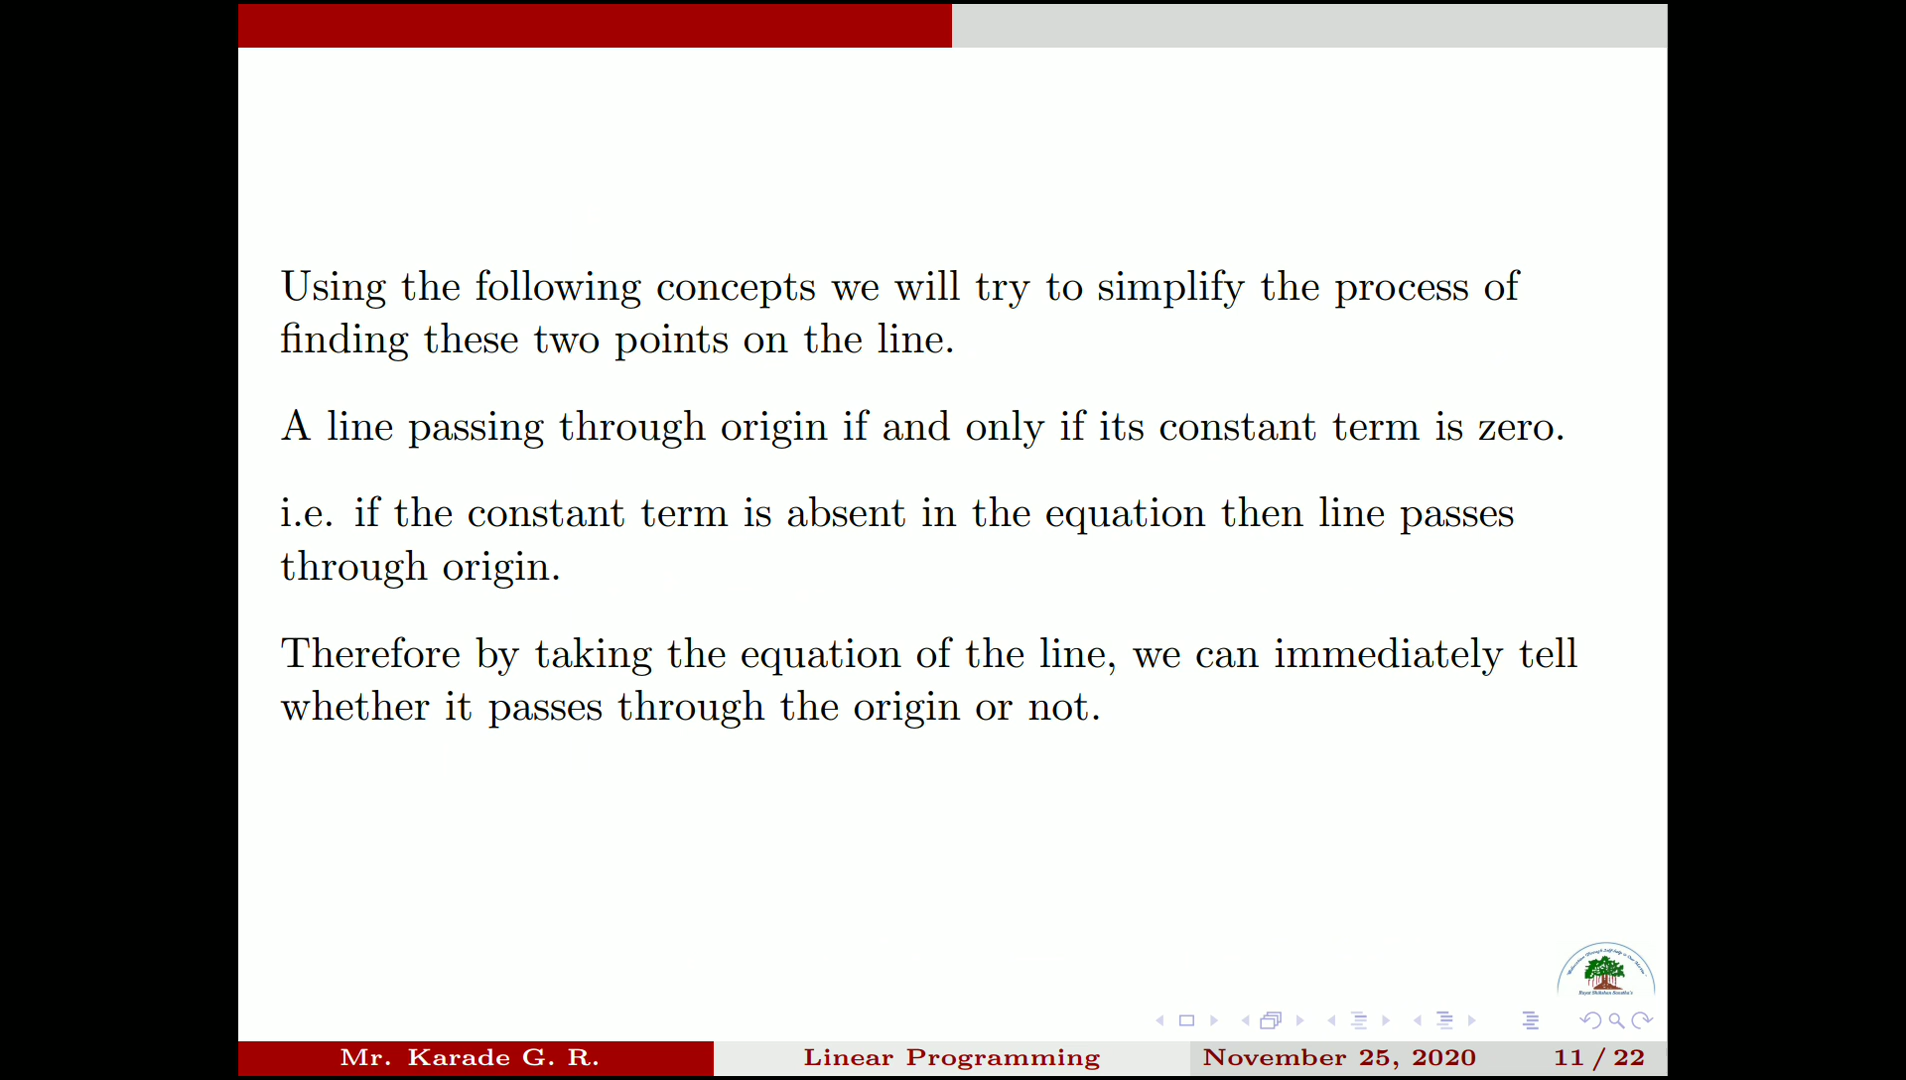 Using the following concepts we will try to simplify the process of
finding these two points on the line.
A line passing through origin if and only if its constant term is zero.
i.e. if the constant term is absent in the equation then line passes
through origin.
Therefore by taking the equation of the line, we can immediately tell
whether it passes through the origin or not.
Mr. Karade G. R.
Linear Programming
November 25, 2020
11 / 22